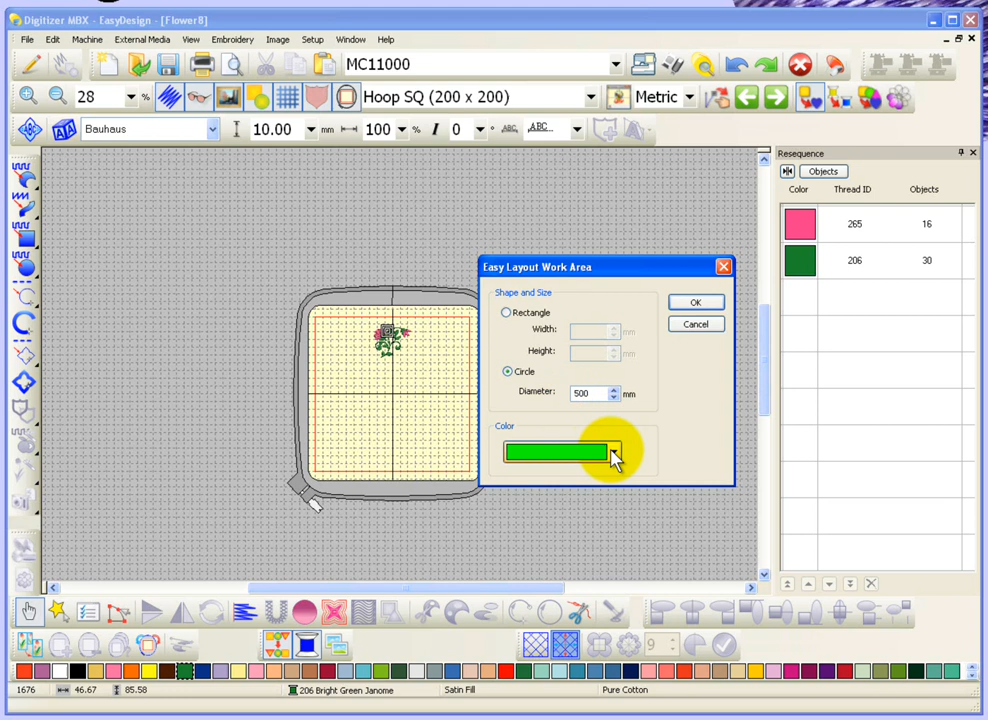 Digitizer MBX - EasyDesign - [Flower8]
File Edit Machine External Media View Embroidery Image Setup Window Help
MC11000
28 % Hoop SQ (200 x 200) Metric
Bauhaus 10.00 mm 100 % I 0 ° ABC ABC...
Resequence
Objects
Color Thread ID Objects
265 16
206 30
Easy Layout Work Area
Shape and Size
Rectangle
Width: mm
Height: mm
Circle
Diameter: 500 mm
Color
OK
Cancel
9
1676 46.67 85.58 206 Bright Green Janome Satin Fill Pure Cotton